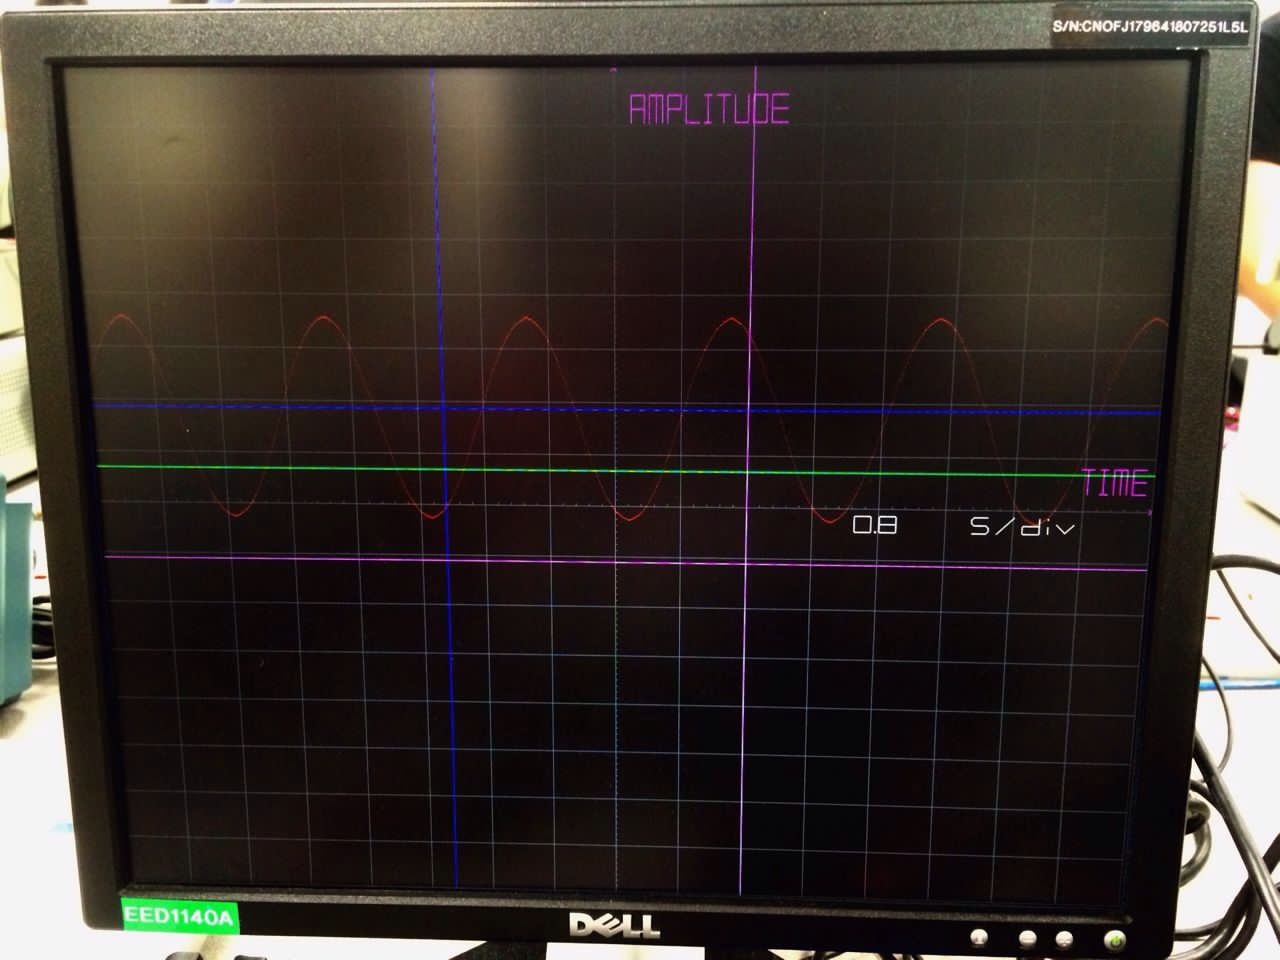 S/N:CNOFJ179641807251L5L
AMPLITUDE
TIME
0.8 S/div
EED1140A
DELL